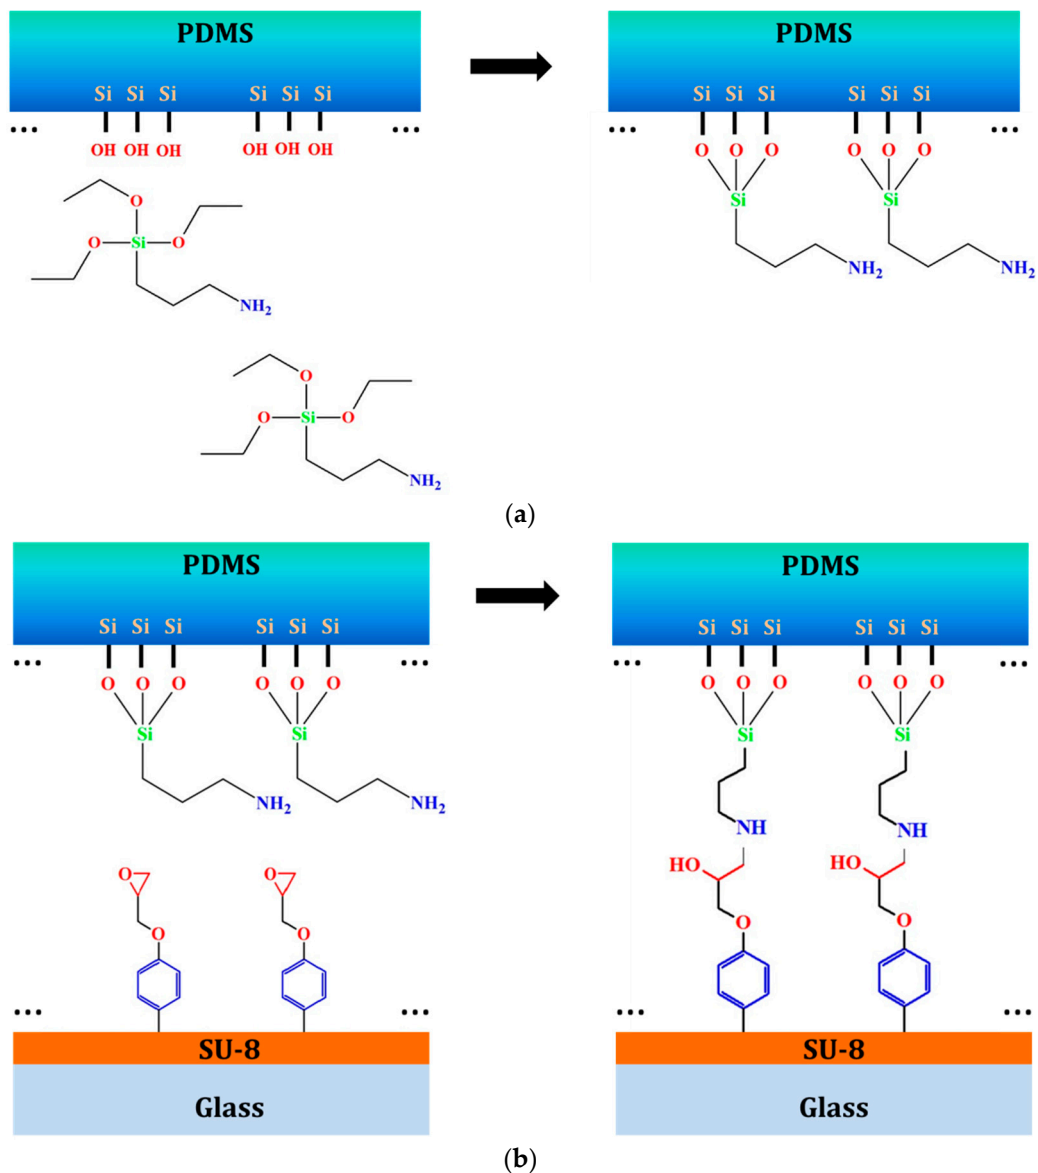 PDMS PDMS
Si Si Si Si Si Si Si Si Si Si Si Si
... ... ... ...
OH OH OH OH OH OH O O O O O O
O O Si Si
O Si O
NH2 NH2
NH2
O
O Si O
NH2
(a)
PDMS PDMS
Si Si Si Si Si Si Si Si Si Si Si Si
... ... ... ...
O O O O O O O O O O O O
Si Si Si Si
NH2 NH2
NH NH
O O HO HO
O O O O
... ... ... ...
SU-8 SU-8
Glass Glass
(b)